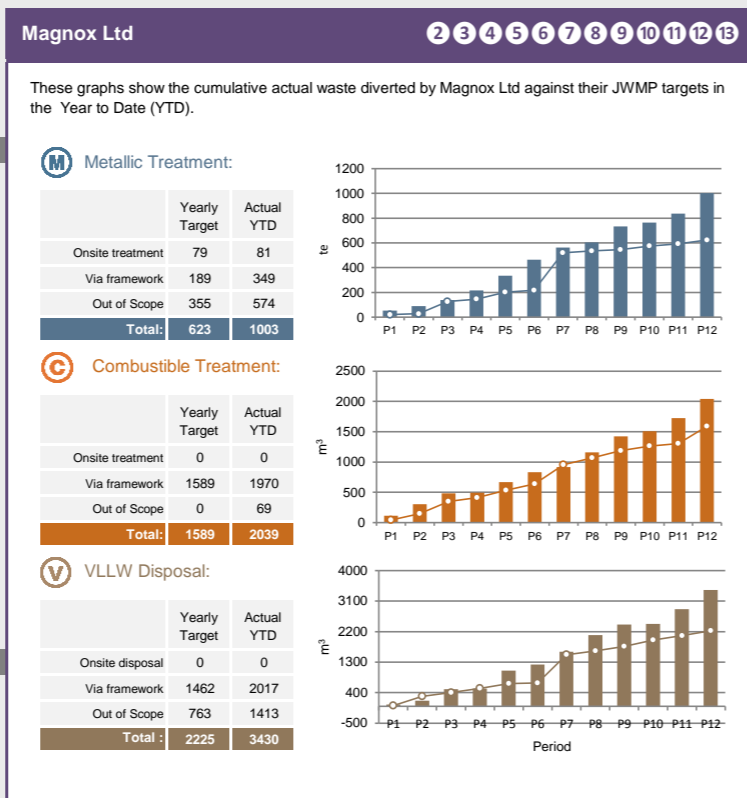 Magnox Ltd
2 3 4 5 6 7 8 9 10 11 12 13
These graphs show the cumulative actual waste diverted by Magnox Ltd against their JWMP targets in
the Year to Date (YTD).
M Metallic Treatment:
Yearly Target Actual YTD
Onsite treatment 79 81
Via framework 189 349
Out of Scope 355 574
Total: 623 1003
1200
1000
800
600
400
200
0
te
P1 P2 P3 P4 P5 P6 P7 P8 P9 P10 P11 P12
C Combustible Treatment:
Yearly Target Actual YTD
Onsite treatment 0 0
Via framework 1589 1970
Out of Scope 0 69
Total: 1589 2039
2500
2000
1500
1000
500
0
m³
P1 P2 P3 P4 P5 P6 P7 P8 P9 P10 P11 P12
V VLLW Disposal:
Yearly Target Actual YTD
Onsite disposal 0 0
Via framework 1462 2017
Out of Scope 763 1413
Total : 2225 3430
4000
3100
2200
1300
400
-500
m³
P1 P2 P3 P4 P5 P6 P7 P8 P9 P10 P11 P12
Period